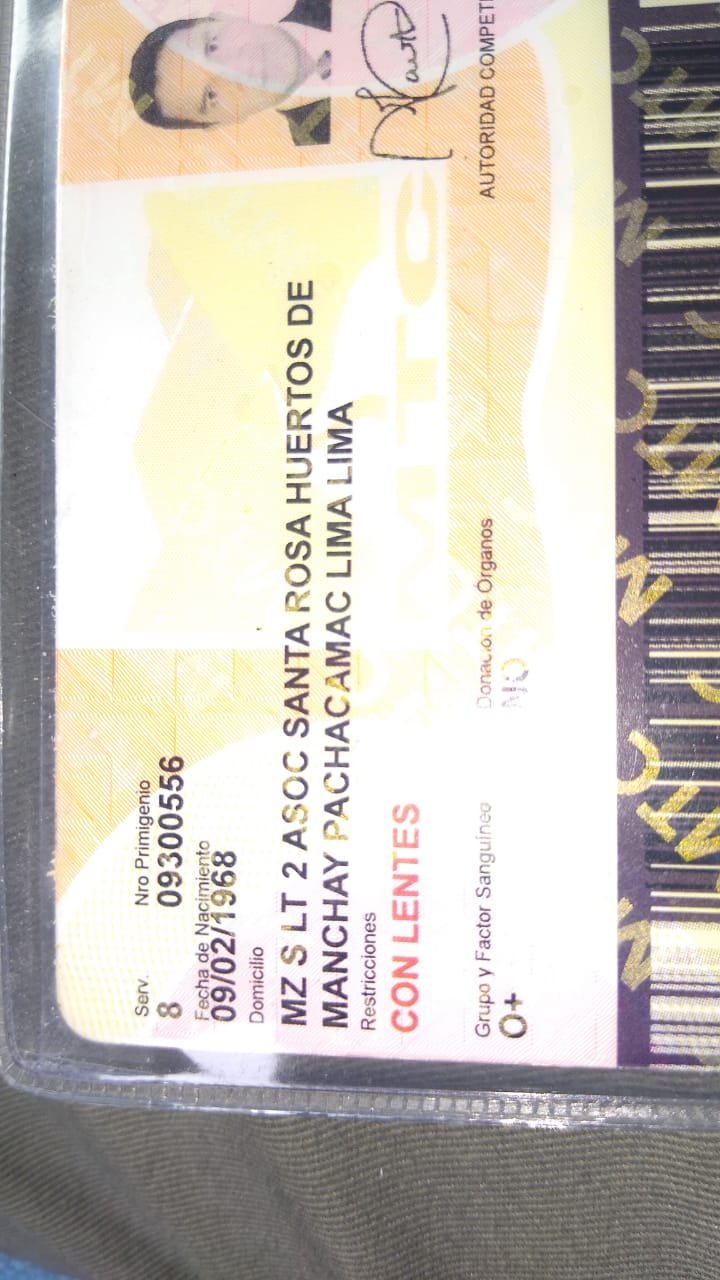 Serv.
Nro Primigenio
8
09300556
Fecha de Nacimiento
09/02/1968
Domicilio
MZ S LT 2 ASOC SANTA ROSA HUERTOS DE
MANCHAY PACHACAMAC LIMA LIMA
Restricciones
CON LENTES
Grupo y Factor Sanguíneo
Donación de Órganos
O+
NO
MTC
AUTORIDAD COMPETE